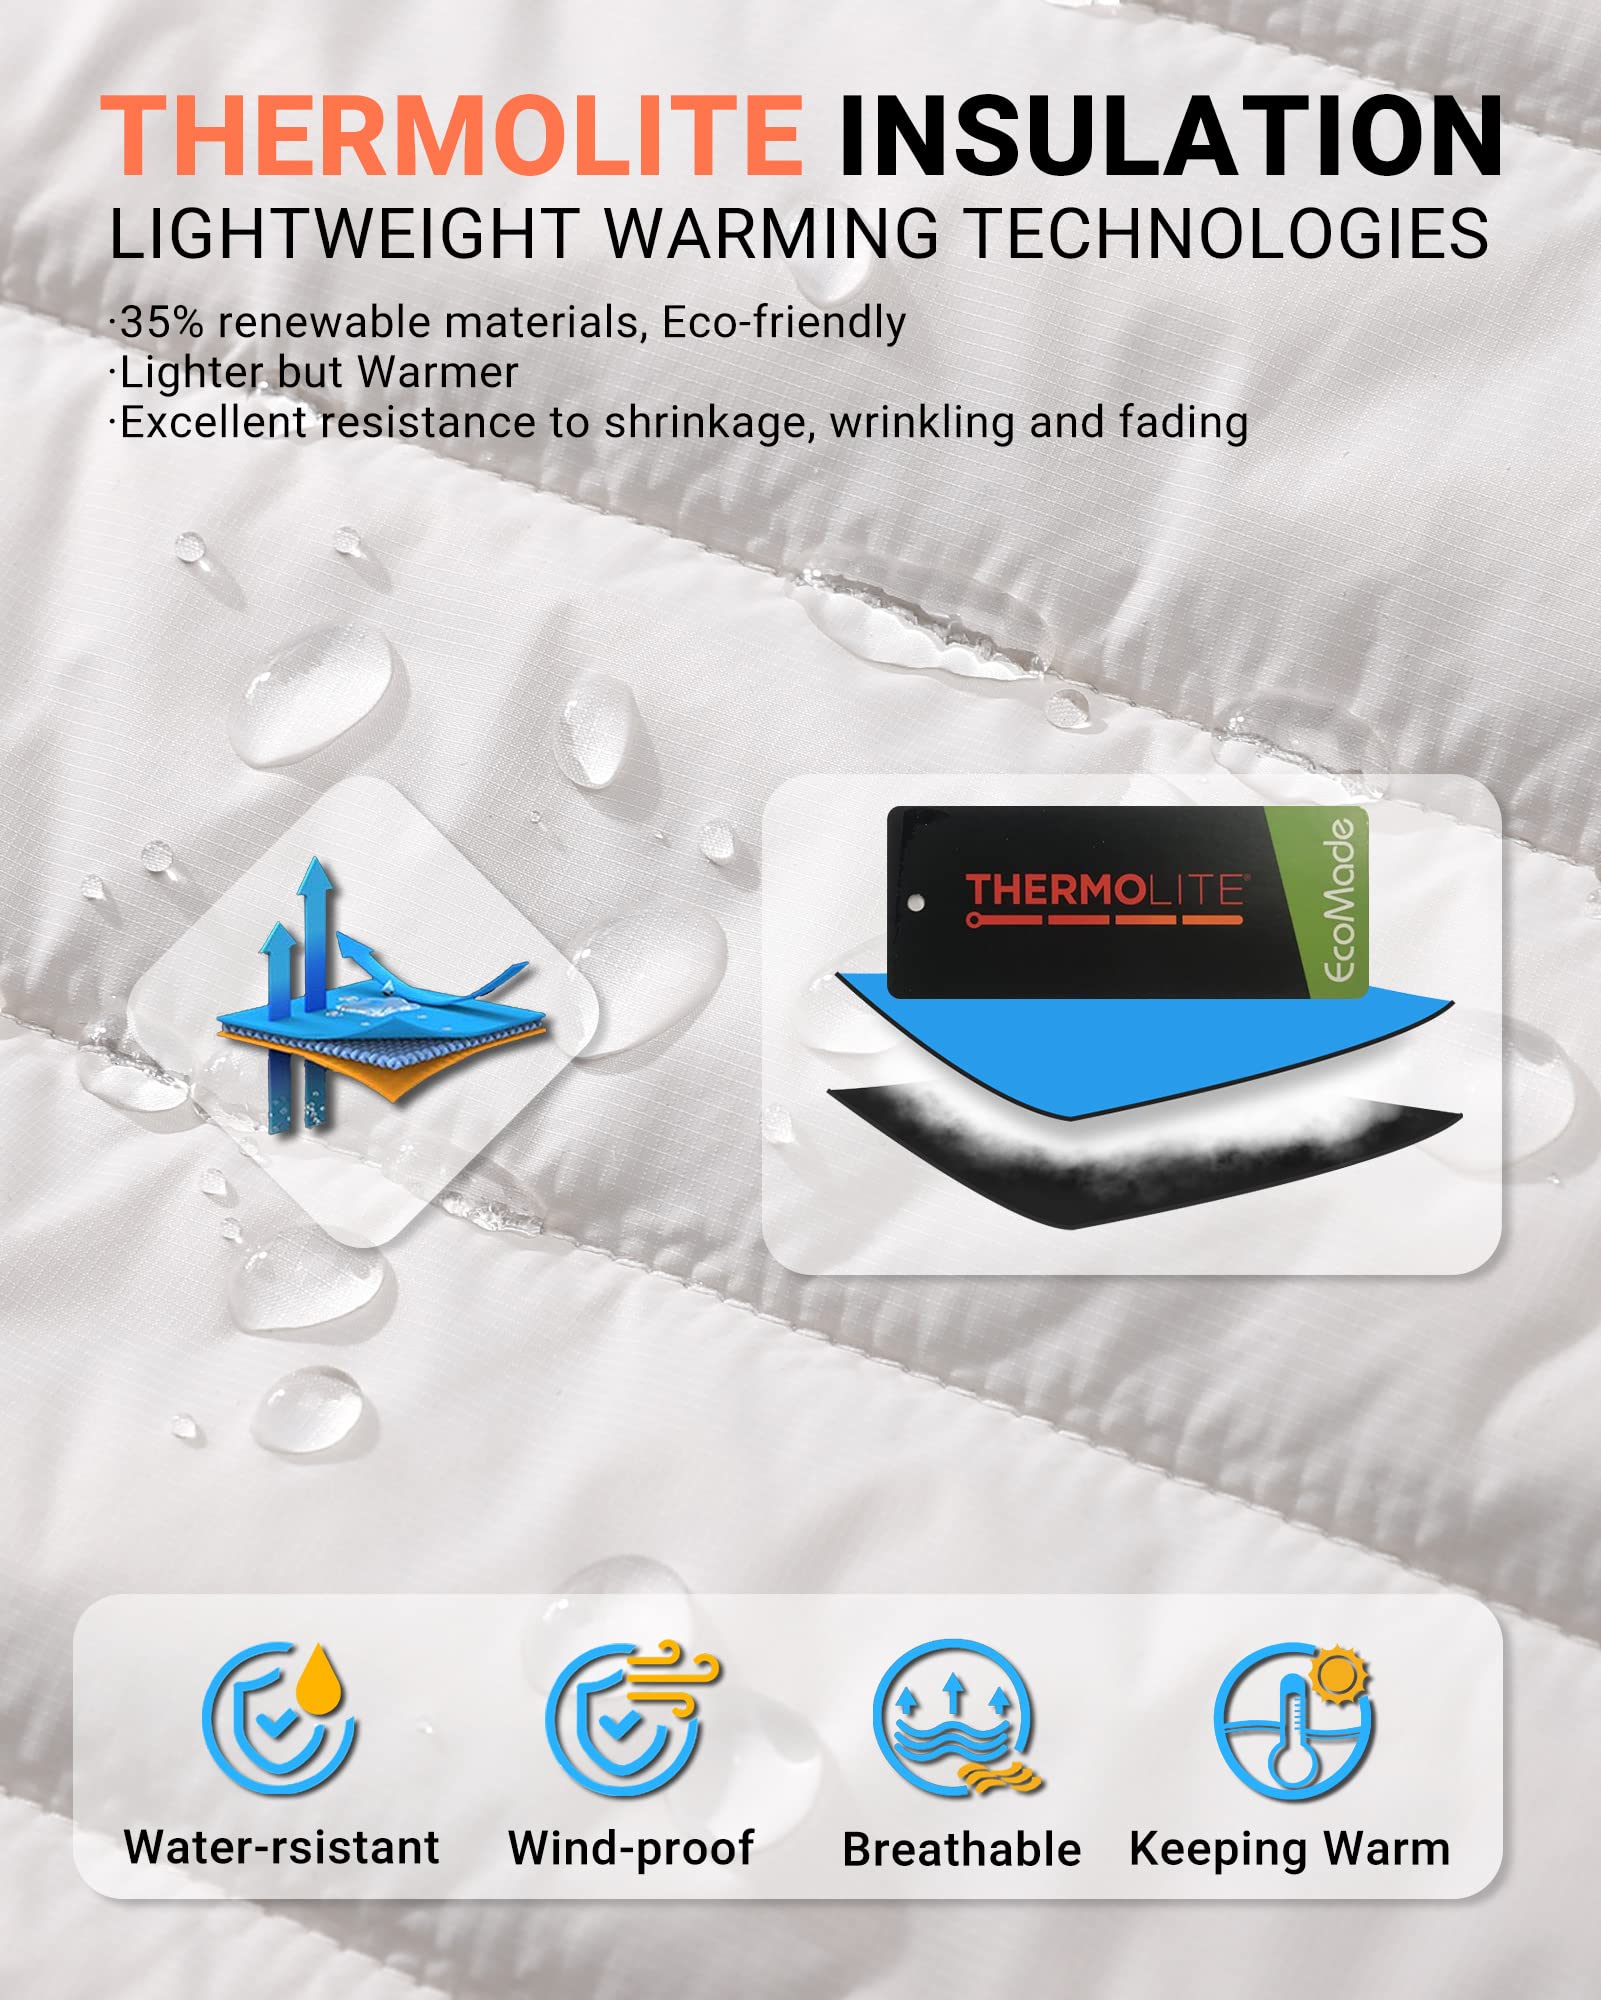 THERMOLITE INSULATION
LIGHTWEIGHT WARMING TECHNOLOGIES
·35% renewable materials, Eco-friendly
·Lighter but Warmer
·Excellent resistance to shrinkage, wrinkling and fading
THERMOLITE®
EcoMade
Water-rsistant
Wind-proof
Breathable
Keeping Warm